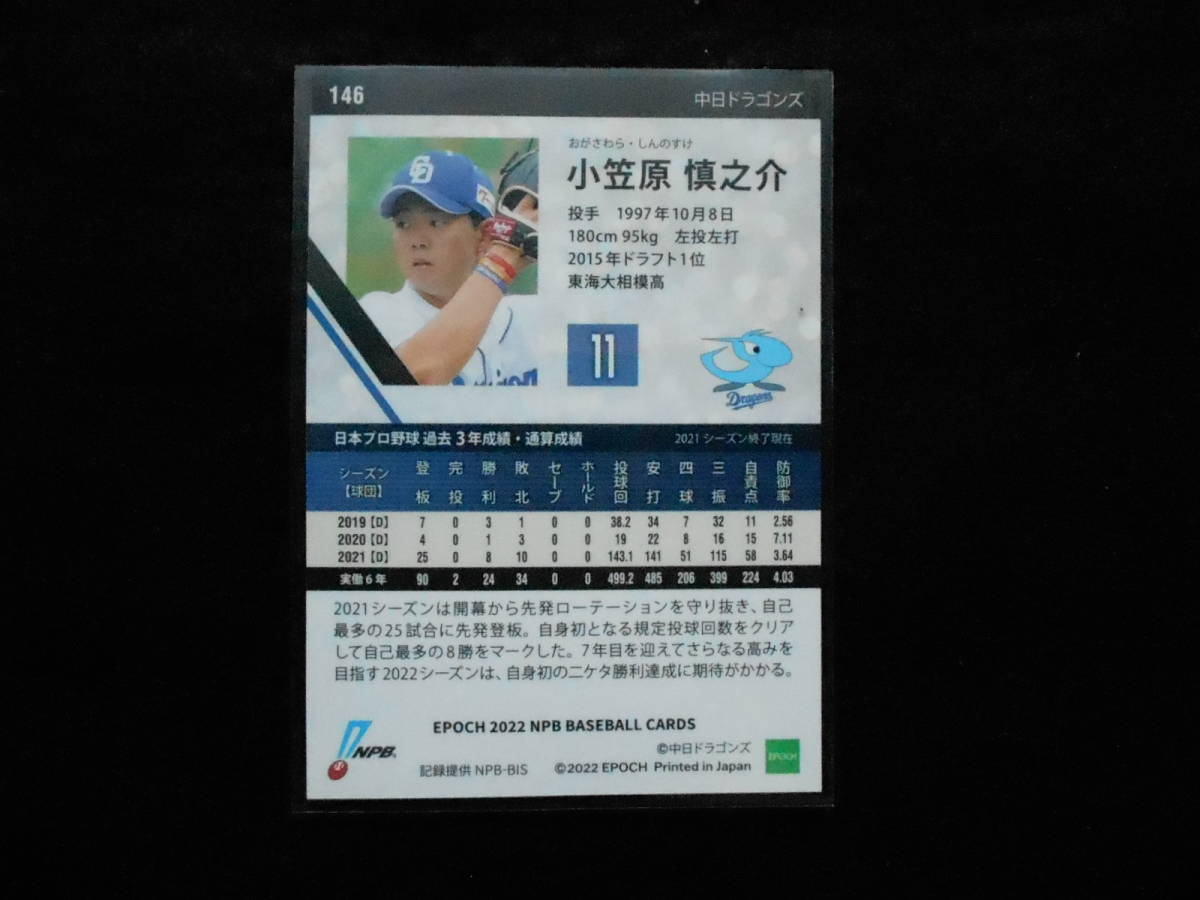 146
中日ドラゴンズ
おがさわら・しんのすけ
小笠原 慎之介
投手 1997年10月8日
180cm 95kg 左投左打
2015年ドラフト1位
東海大相模高
11
Dragons
日本プロ野球 過去3年成績・通算成績 2021シーズン終了現在
シーズン【球団】 登板 完投 勝利 敗北 セーブ ホールド 投球回 安打 四球 三振 自責点 防御率
2019【D】 7 0 3 1 0 0 38.2 34 7 32 11 2.56
2020【D】 4 0 1 3 0 0 19 22 8 16 15 7.11
2021【D】 25 0 8 10 0 0 143.1 141 51 115 58 3.64
実働6年 90 2 24 34 0 0 499.2 485 206 399 224 4.03
2021シーズンは開幕から先発ローテーションを守り抜き、自己
最多の25試合に先発登板。自身初となる規定投球回数をクリア
して自己最多の8勝をマークした。7年目を迎えてさらなる高みを
目指す2022シーズンは、自身初の二ケタ勝利達成に期待がかかる。
EPOCH 2022 NPB BASEBALL CARDS
NPB
©中日ドラゴンズ
記録提供 NPB-BIS ©2022 EPOCH Printed in Japan
EPOCH